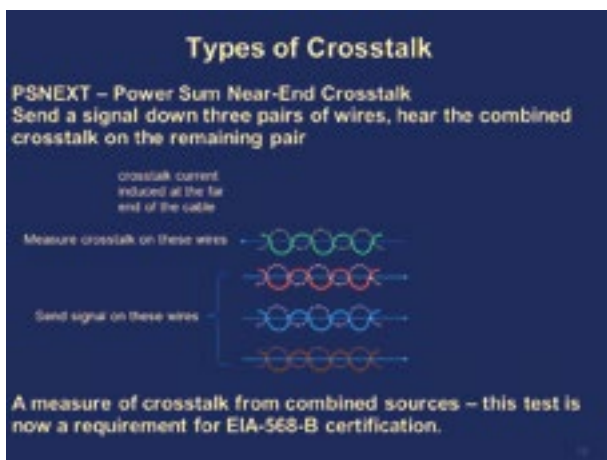 Types of Crosstalk
PSNEXT – Power Sum Near-End Crosstalk
Send a signal down three pairs of wires, hear the combined
crosstalk on the remaining pair
crosstalk current
induced at the far
end of the cable
Measure crosstalk on these wires
Send signal on these wires
A measure of crosstalk from combined sources – this test is
now a requirement for EIA-568-B certification.